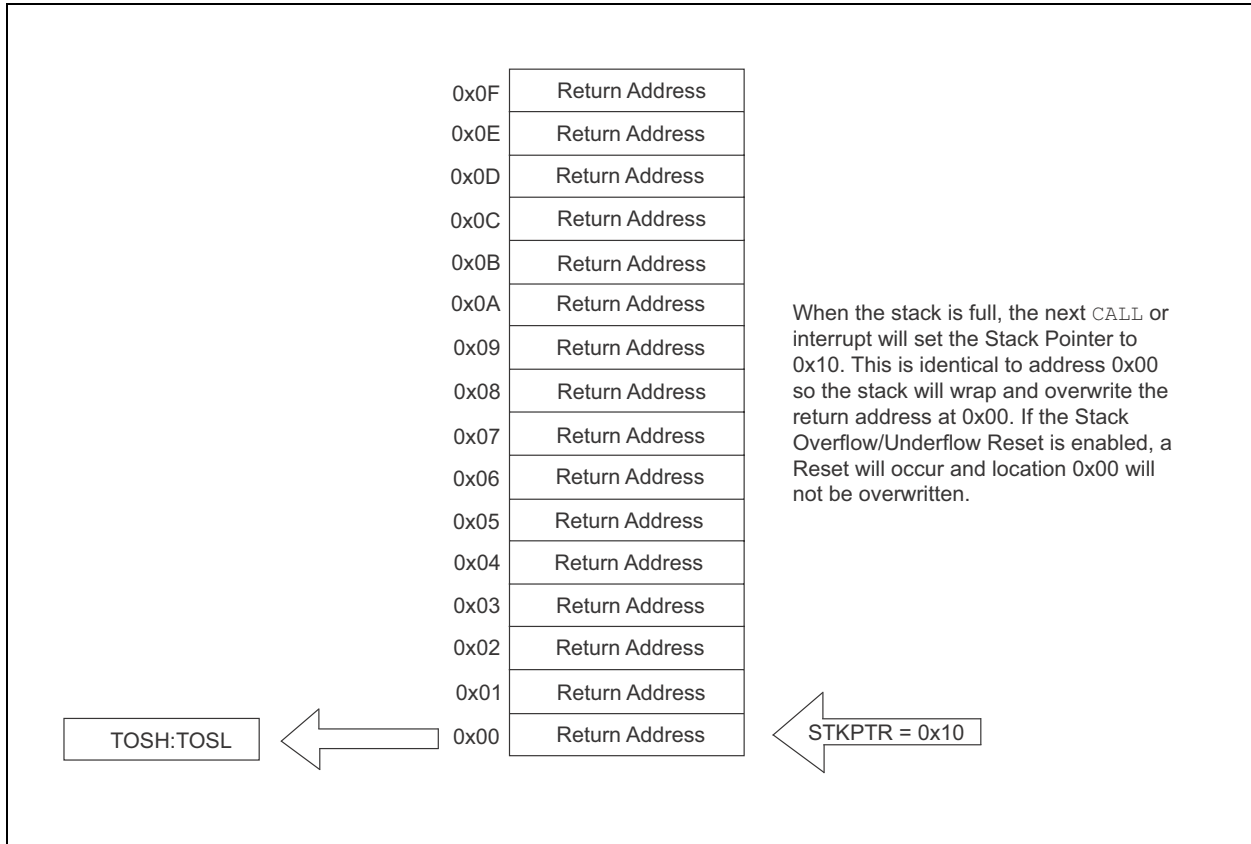 0x0F Return Address
0x0E Return Address
0x0D Return Address
0x0C Return Address
0x0B Return Address
0x0A Return Address
0x09 Return Address
0x08 Return Address
0x07 Return Address
0x06 Return Address
0x05 Return Address
0x04 Return Address
0x03 Return Address
0x02 Return Address
0x01 Return Address
TOSH:TOSL 0x00 Return Address STKPTR = 0x10
When the stack is full, the next CALL or
interrupt will set the Stack Pointer to
0x10. This is identical to address 0x00
so the stack will wrap and overwrite the
return address at 0x00. If the Stack
Overflow/Underflow Reset is enabled, a
Reset will occur and location 0x00 will
not be overwritten.